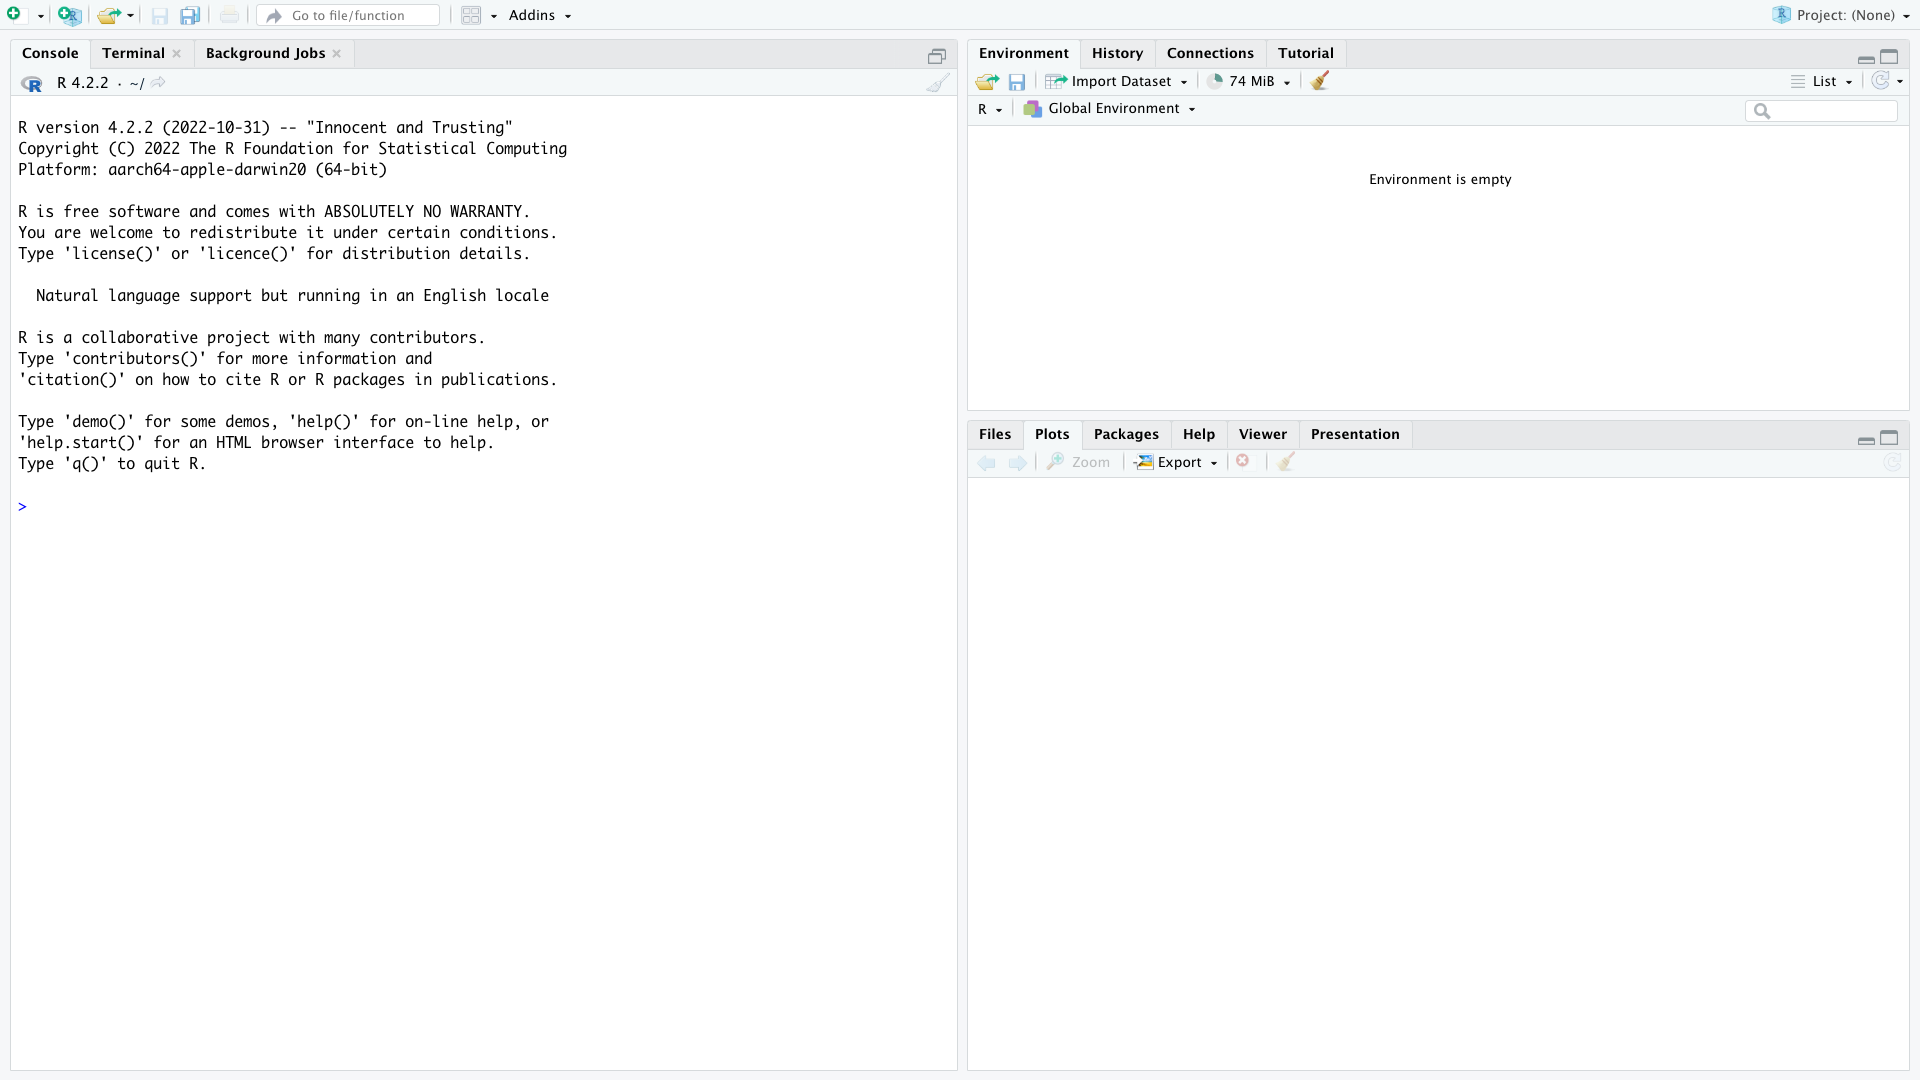 Go to file/function
Addins
Project: (None)
Console Terminal Background Jobs
R 4.2.2 · ~/
R version 4.2.2 (2022-10-31) -- "Innocent and Trusting"
Copyright (C) 2022 The R Foundation for Statistical Computing
Platform: aarch64-apple-darwin20 (64-bit)
R is free software and comes with ABSOLUTELY NO WARRANTY.
You are welcome to redistribute it under certain conditions.
Type 'license()' or 'licence()' for distribution details.
Natural language support but running in an English locale
R is a collaborative project with many contributors.
Type 'contributors()' for more information and
'citation()' on how to cite R or R packages in publications.
Type 'demo()' for some demos, 'help()' for on-line help, or
'help.start()' for an HTML browser interface to help.
Type 'q()' to quit R.
>
Environment History Connections Tutorial
Import Dataset 74 MiB List
R Global Environment
Environment is empty
Files Plots Packages Help Viewer Presentation
Zoom Export